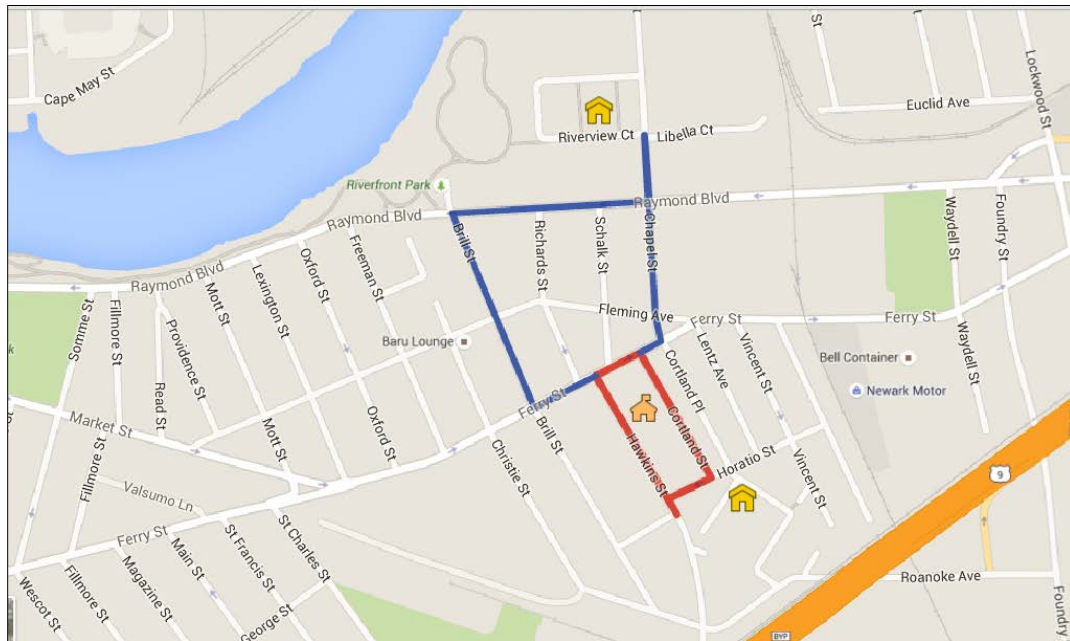 Cape May St
Lockwood St
Euclid Ave
Riverview Ct
Libella Ct
Riverfront Park
Raymond Blvd
Raymond Blvd
Raymond Blvd
Brill St
Richards St
Schalk St
Chapel St
Waydell St
Foundry St
Freeman St
Oxford St
Lexington St
Mott St
Somme St
Fillmore St
Providence St
Read St
Fleming Ave
Ferry St
Ferry St
Baru Lounge
Cortland Pl
Lentz Ave
Vincent St
Bell Container
Waydell St
Newark Motor
Market St
Mott St
Oxford St
Ferry St
Brill St
Christie St
Hawkins St
Cortland St
Horatio St
Vincent St
9
Fillmore St
Valsumo Ln
Ferry St
St Charles St
St Francis St
Main St
Magazine St
Fillmore St
Wescot St
George St
Roanoke Ave
Foundry
BYP